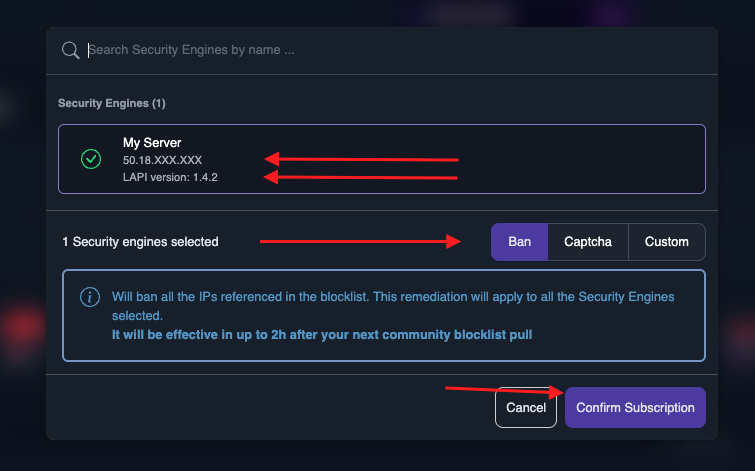 Search Security Engines by name ...
Security Engines (1)
My Server
50.18.XXX.XXX
LAPI version: 1.4.2
1 Security engines selected
Ban
Captcha
Custom
Will ban all the IPs referenced in the blocklist. This remediation will apply to all the Security Engines
selected.
It will be effective in up to 2h after your next community blocklist pull
Cancel
Confirm Subscription